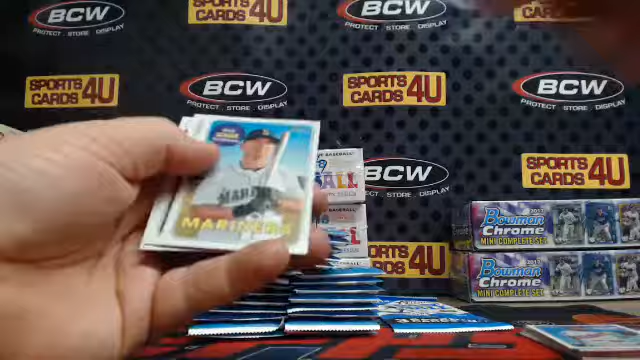 BCW
PROTECT . STORE . DISPLAY
SPORTS
CARDS 4U
BCW
PROTECT . STORE . DISPLAY
SPORTS
CARDS 4U
BCW
PROTECT . STORE . DISPLAY
SPORTS
CARDS 4U
BCW
PROTECT . STORE . DISPLAY
BCW
PROTECT . STORE . DISPLAY
SPORTS
CARDS 4U
SPORTS
CARDS 4U
MARINERS
MARINERS
Bowman
Chrome
MINI COMPLETE SET
Bowman
Chrome
MINI COMPLETE SET